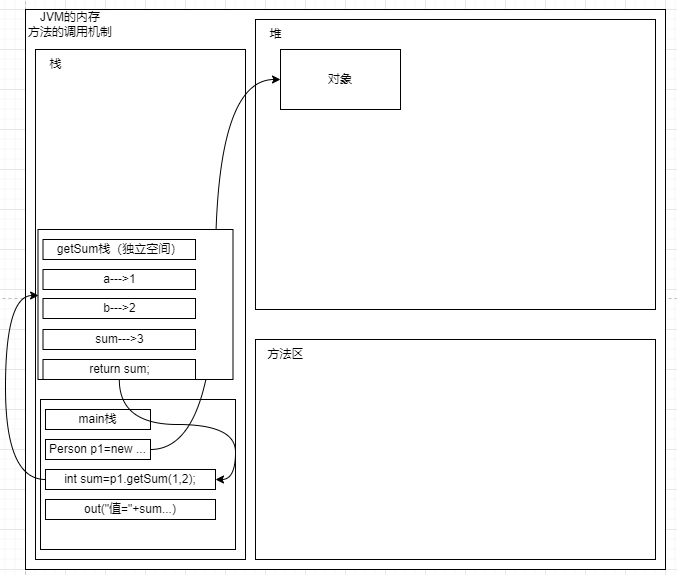 JVM的内存
方法的调用机制
栈
堆
对象
getSum栈（独立空间）
a--->1
b--->2
sum--->3
return sum;
方法区
main栈
Person p1=new ...
int sum=p1.getSum(1,2);
out("值="+sum...)